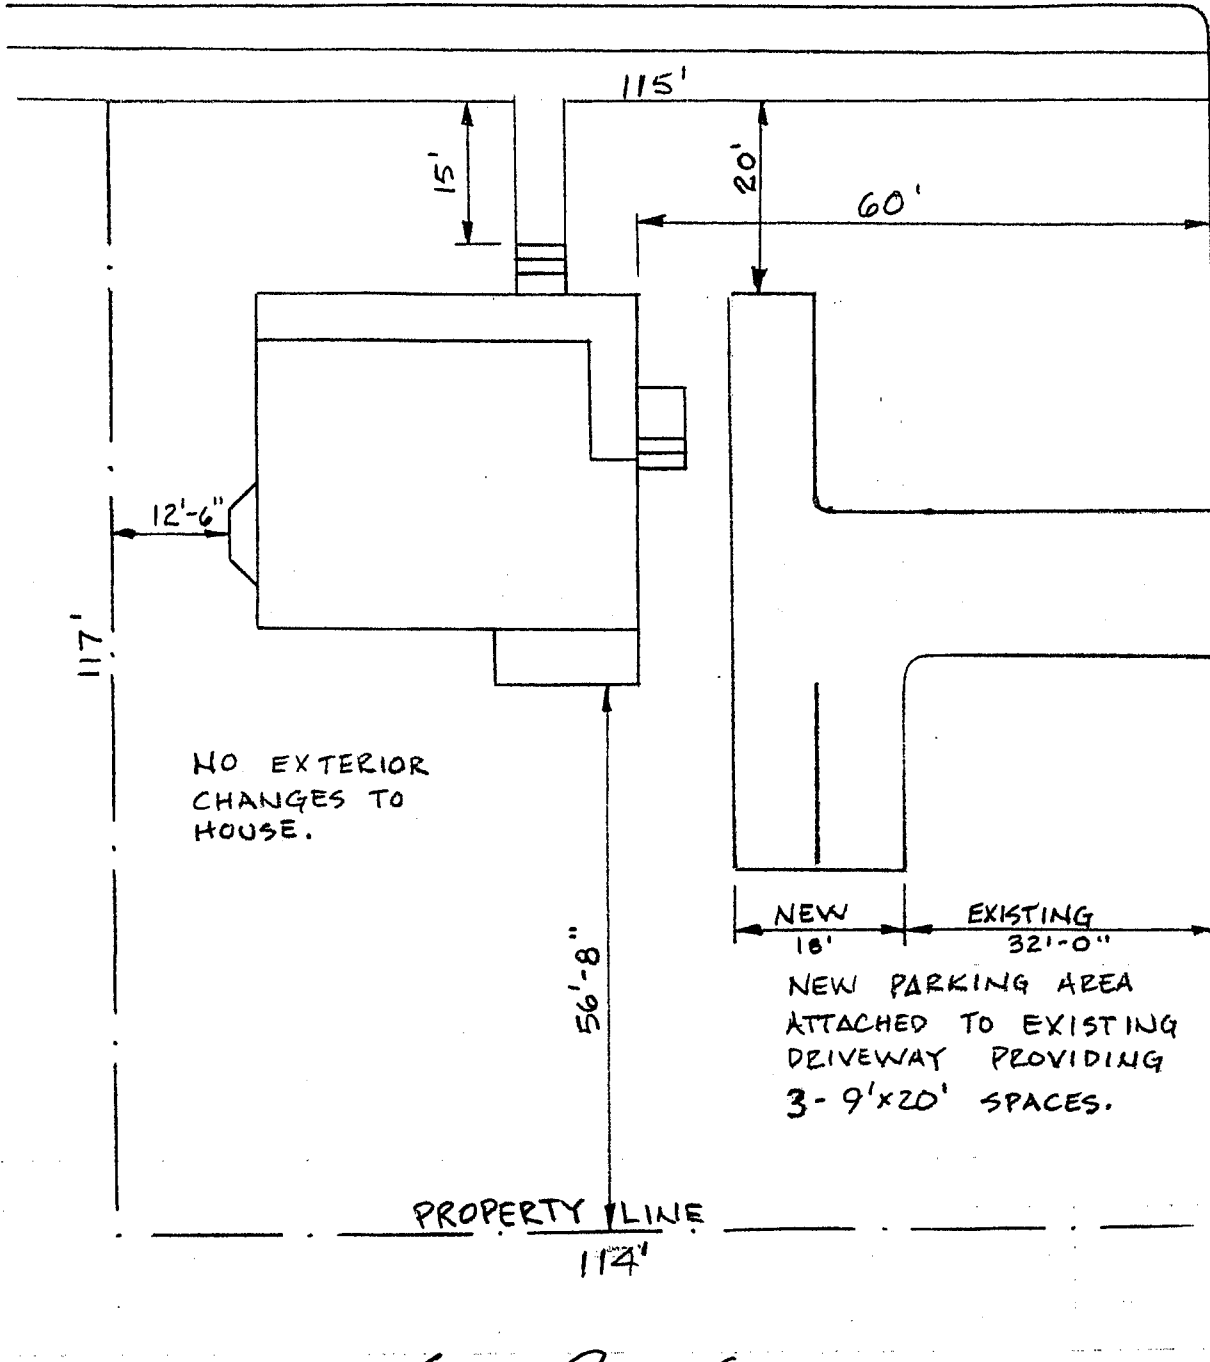 115'
15'
20'
60'
12'-6"
117'
NO EXTERIOR
CHANGES TO
HOUSE.
NEW
18'
EXISTING
32'-0"
56'-8"
NEW PARKING AREA
ATTACHED TO EXISTING
DRIVEWAY PROVIDING
3- 9'x20' SPACES.
PROPERTY LINE
114'